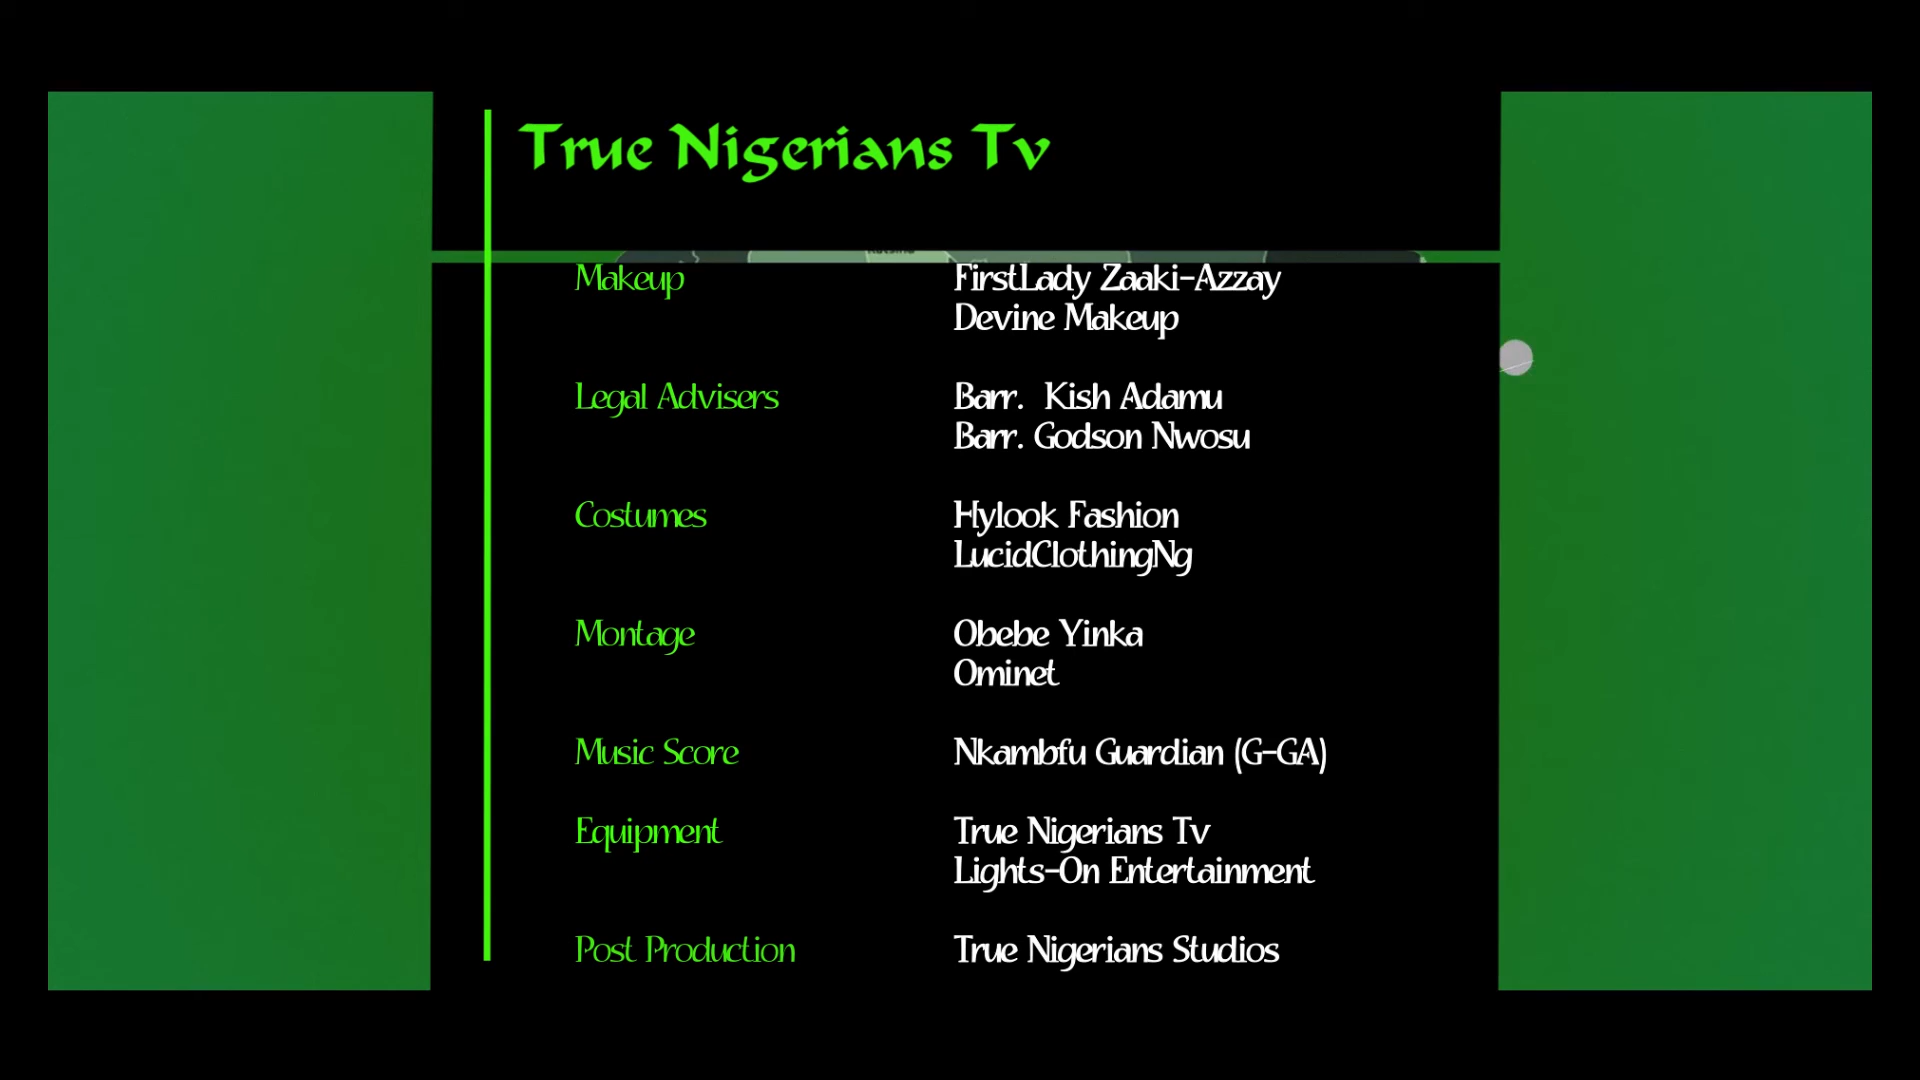 True Nigerians Tv
Makeup FirstLady Zaaki-Azzay
Devine Makeup
Legal Advisers Barr. Kish Adamu
Barr. Godson Nwosu
Costumes Hylook Fashion
LucidClothingNg
Montage Obebe Yinka
Ominet
Music Score Nkambfu Guardian (G-GA)
Equipment True Nigerians Tv
Lights-On Entertainment
Post Production True Nigerians Studios